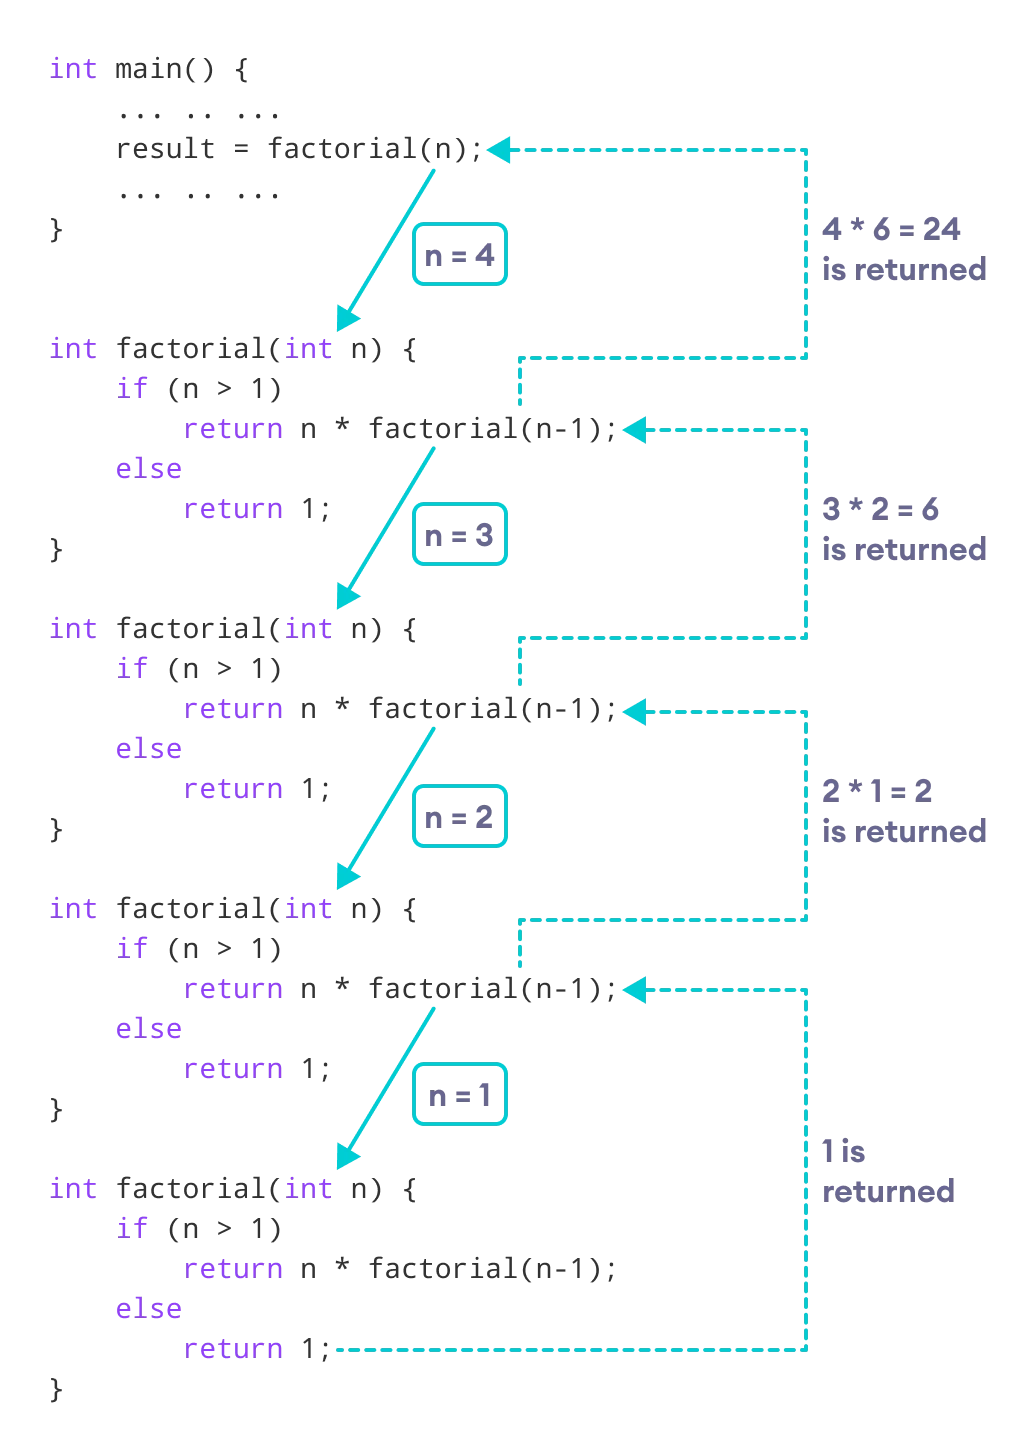 int main() {
    ... .. ...
    result = factorial(n);
    ... .. ...
}
4 * 6 = 24
is returned
n = 4
int factorial(int n) {
    if (n > 1)
        return n * factorial(n-1);
    else
        return 1;
}
3 * 2 = 6
is returned
n = 3
int factorial(int n) {
    if (n > 1)
        return n * factorial(n-1);
    else
        return 1;
}
2 * 1 = 2
is returned
n = 2
int factorial(int n) {
    if (n > 1)
        return n * factorial(n-1);
    else
        return 1;
}
n = 1
1 is
returned
int factorial(int n) {
    if (n > 1)
        return n * factorial(n-1);
    else
        return 1;
}